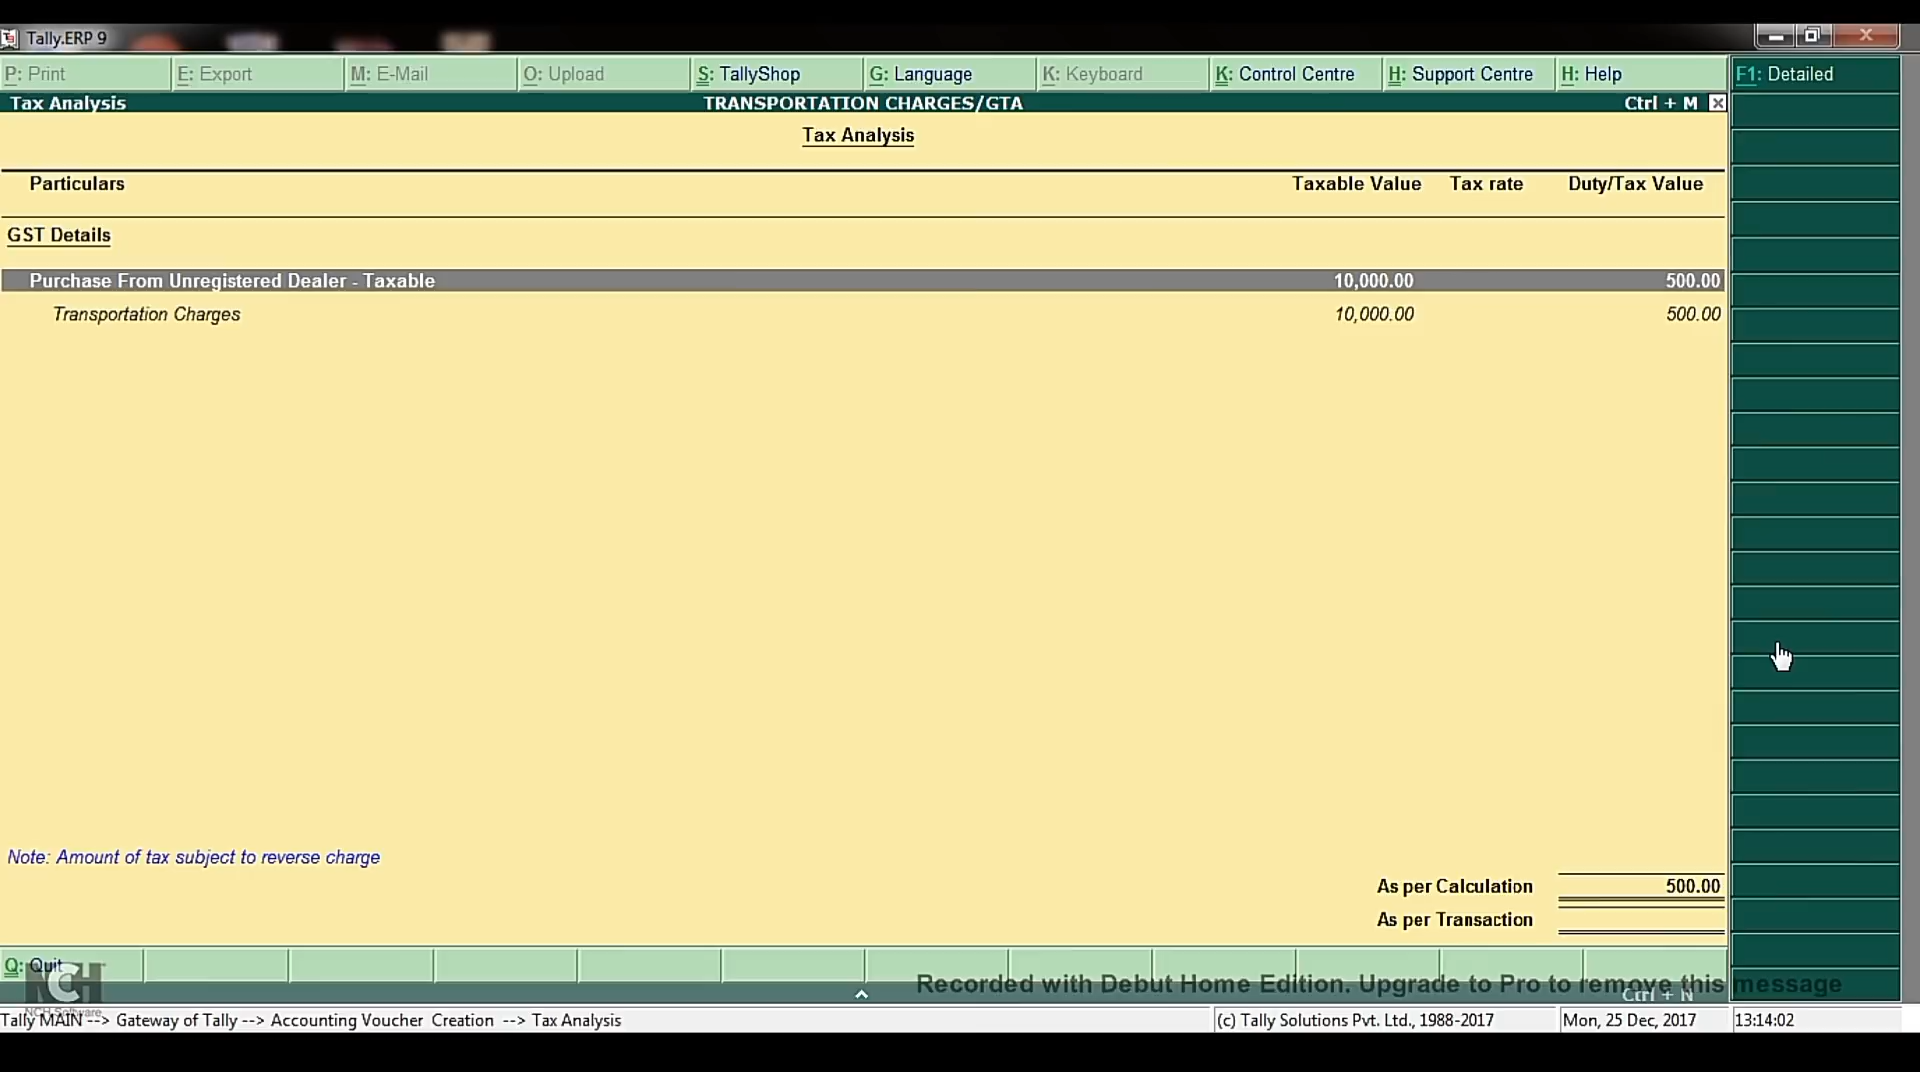 Tally.ERP 9
P: Print E: Export M: E-Mail O: Upload S: TallyShop G: Language K: Keyboard K: Control Centre H: Support Centre H: Help F1: Detailed
Tax Analysis TRANSPORTATION CHARGES/GTA Ctrl + M
Tax Analysis
Particulars Taxable Value Tax rate Duty/Tax Value
GST Details
Purchase From Unregistered Dealer - Taxable 10,000.00 500.00
Transportation Charges 10,000.00 500.00
Note: Amount of tax subject to reverse charge
As per Calculation 500.00
As per Transaction
Q: Quit
NCH
Recorded with Debut Home Edition. Upgrade to Pro to remove this message
Ctrl + N
NCH Software
Tally MAIN --> Gateway of Tally --> Accounting Voucher Creation --> Tax Analysis (c) Tally Solutions Pvt. Ltd., 1988-2017 Mon, 25 Dec, 2017 13:14:02